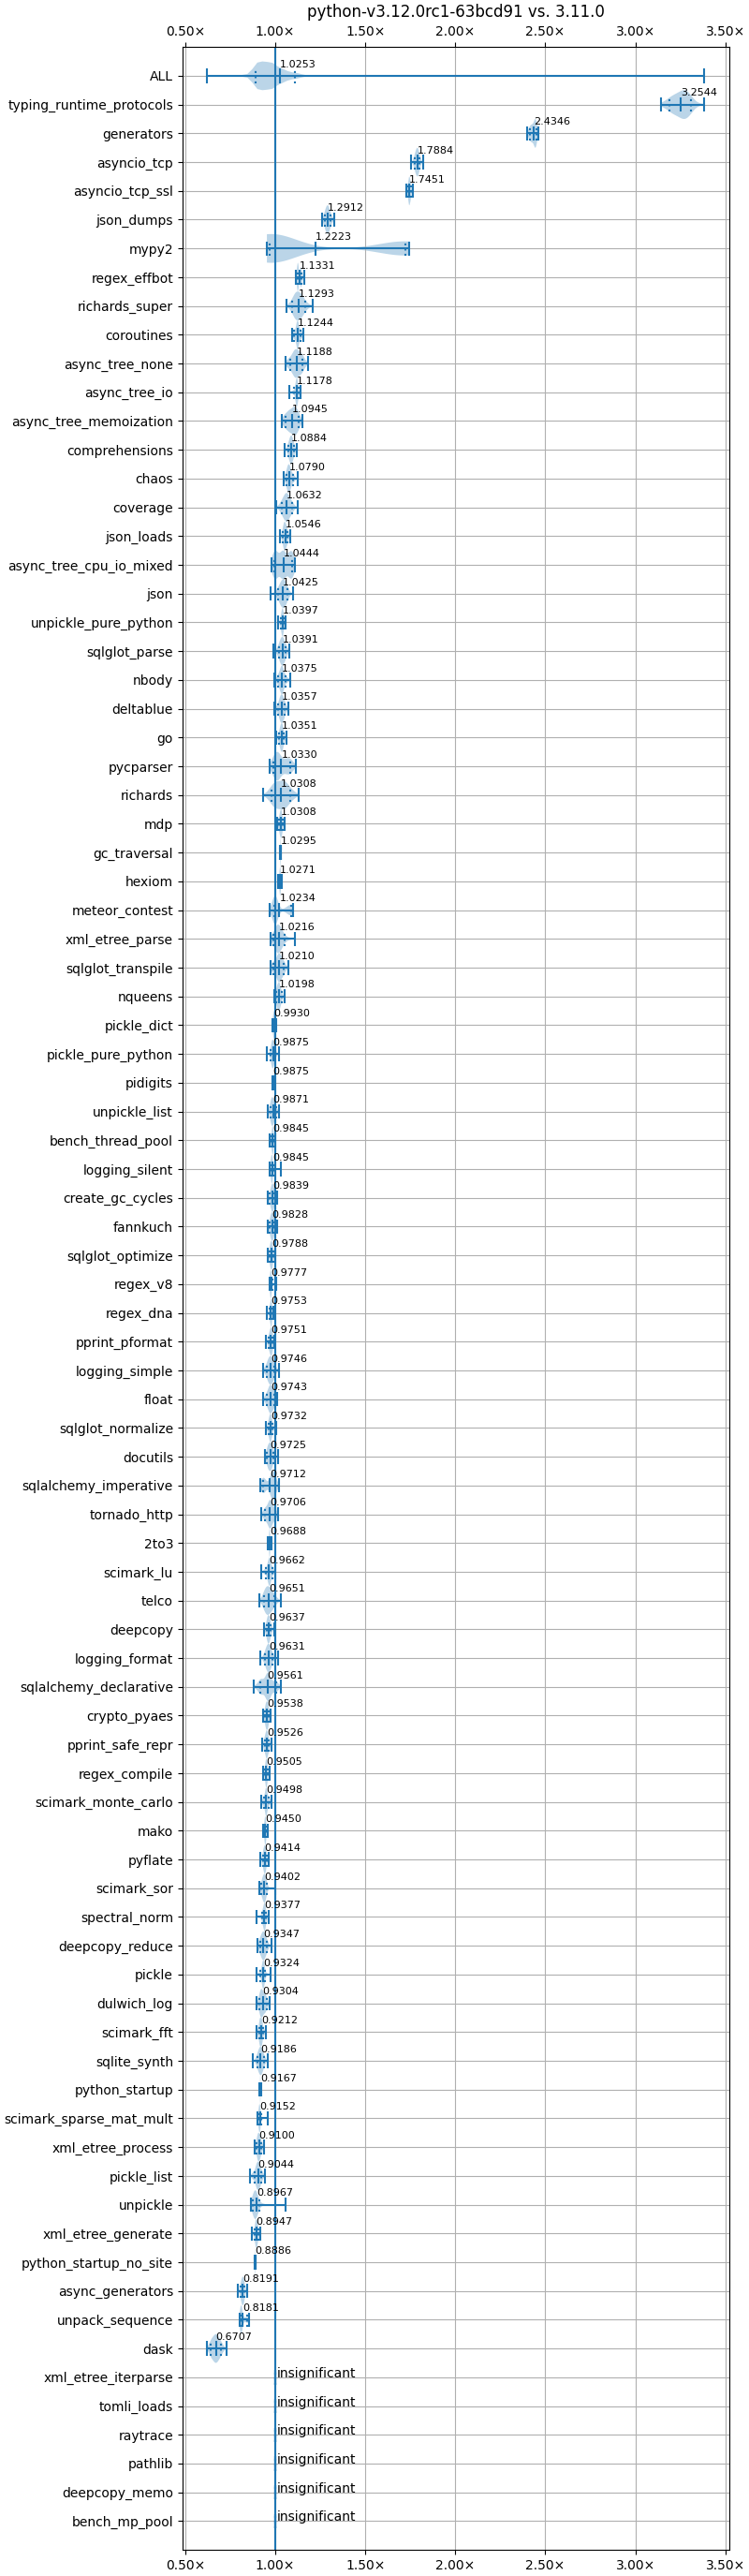 python-v3.12.0rc1-63bcd91 vs. 3.11.0
0.50× 1.00× 1.50× 2.00× 2.50× 3.00× 3.50×
ALL 1.0253
typing_runtime_protocols 3.2544
generators 2.4346
asyncio_tcp 1.7884
asyncio_tcp_ssl 1.7451
json_dumps 1.2912
mypy2 1.2223
regex_effbot 1.1331
richards_super 1.1293
coroutines 1.1244
async_tree_none 1.1188
async_tree_io 1.1178
async_tree_memoization 1.0945
comprehensions 1.0884
chaos 1.0790
coverage 1.0632
json_loads 1.0546
async_tree_cpu_io_mixed 1.0444
json 1.0425
unpickle_pure_python 1.0397
sqlglot_parse 1.0391
nbody 1.0375
deltablue 1.0357
go 1.0351
pycparser 1.0330
richards 1.0308
mdp 1.0308
gc_traversal 1.0295
hexiom 1.0271
meteor_contest 1.0234
xml_etree_parse 1.0216
sqlglot_transpile 1.0210
nqueens 1.0198
pickle_dict 0.9930
pickle_pure_python 0.9875
pidigits 0.9875
unpickle_list 0.9871
bench_thread_pool 0.9845
logging_silent 0.9845
create_gc_cycles 0.9839
fannkuch 0.9828
sqlglot_optimize 0.9788
regex_v8 0.9777
regex_dna 0.9753
pprint_pformat 0.9751
logging_simple 0.9746
float 0.9743
sqlglot_normalize 0.9732
docutils 0.9725
sqlalchemy_imperative 0.9712
tornado_http 0.9706
2to3 0.9688
scimark_lu 0.9662
telco 0.9651
deepcopy 0.9637
logging_format 0.9631
sqlalchemy_declarative 0.9561
crypto_pyaes 0.9538
pprint_safe_repr 0.9526
regex_compile 0.9505
scimark_monte_carlo 0.9498
mako 0.9450
pyflate 0.9414
scimark_sor 0.9402
spectral_norm 0.9377
deepcopy_reduce 0.9347
pickle 0.9324
dulwich_log 0.9304
scimark_fft 0.9212
sqlite_synth 0.9186
python_startup 0.9167
scimark_sparse_mat_mult 0.9152
xml_etree_process 0.9100
pickle_list 0.9044
unpickle 0.8967
xml_etree_generate 0.8947
python_startup_no_site 0.8886
async_generators 0.8191
unpack_sequence 0.8181
dask 0.6707
xml_etree_iterparse insignificant
tomli_loads insignificant
raytrace insignificant
pathlib insignificant
deepcopy_memo insignificant
bench_mp_pool insignificant
0.50× 1.00× 1.50× 2.00× 2.50× 3.00× 3.50×